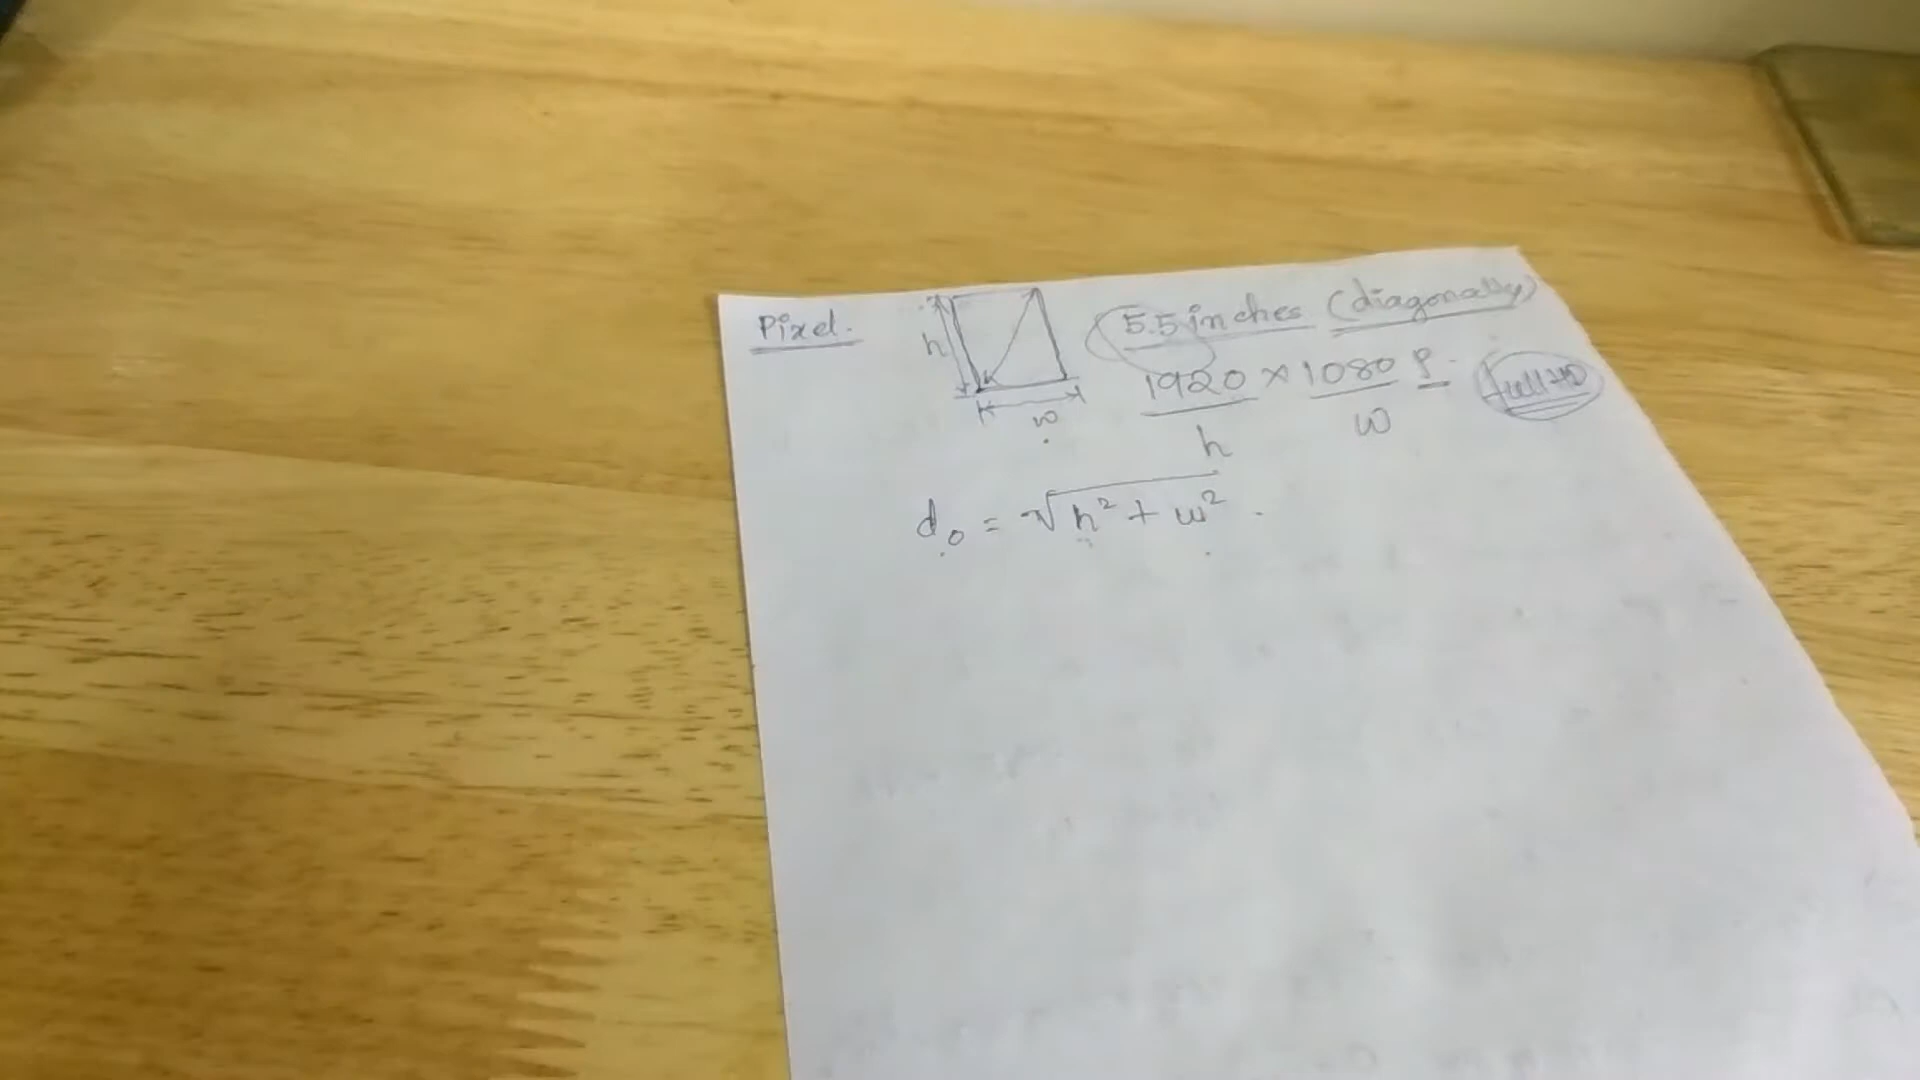 Pixel.
h
w
5.5 inches (diagonally)
1920 × 1080 P.
full HD
h
w
d₀ = √h² + w².